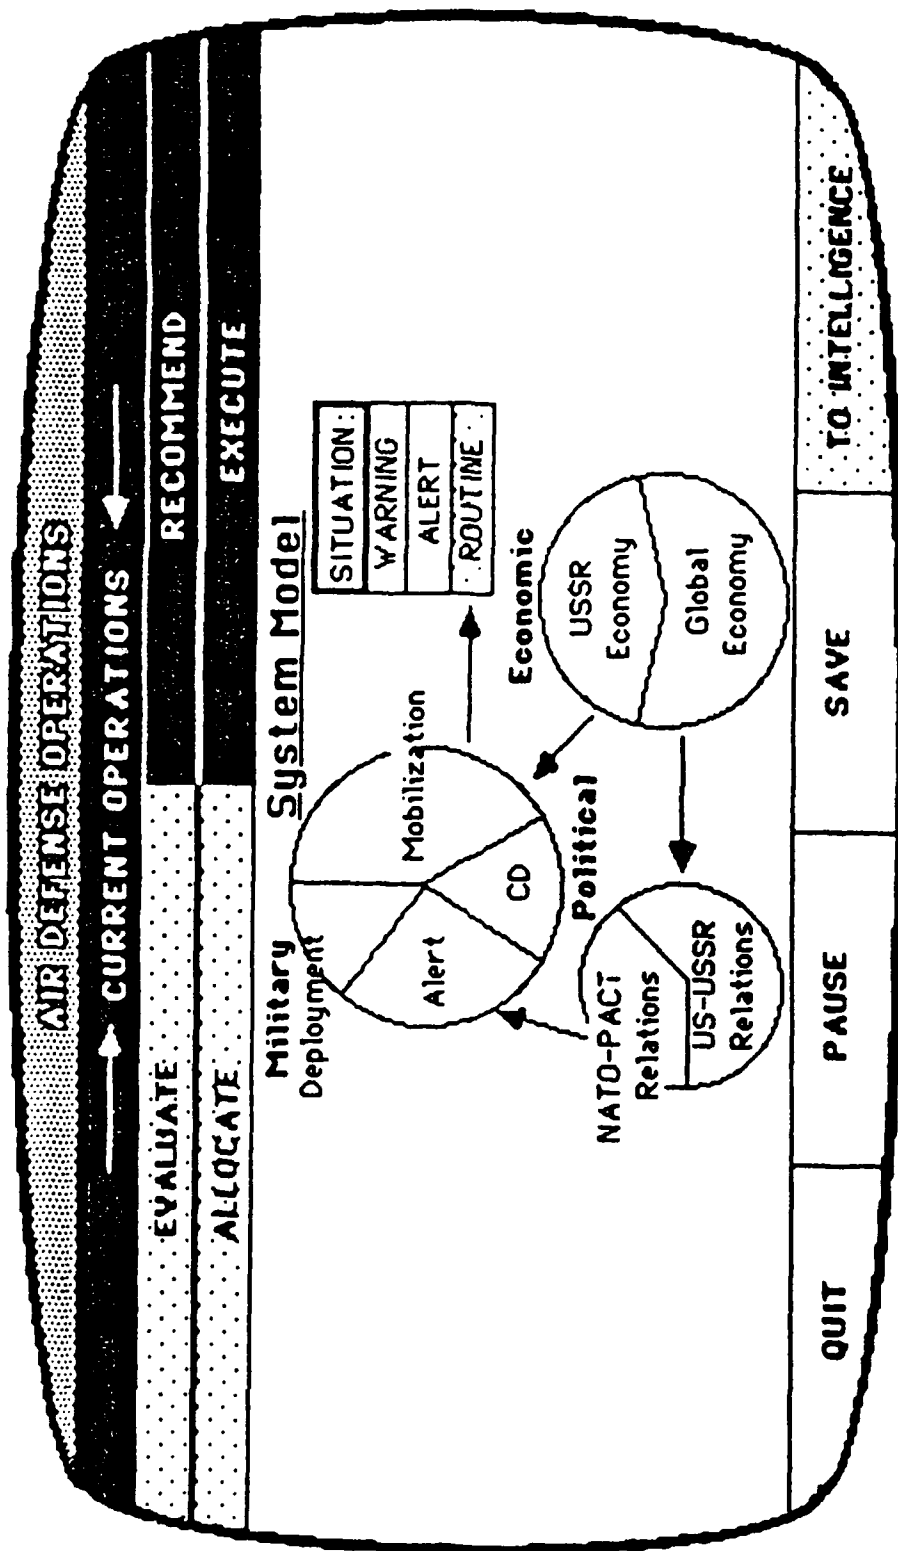 AIR DEFENSE OPERATIONS
CURRENT OPERATIONS
EVALUATE
RECOMMEND
ALLOCATE
EXECUTE
System Model
Military
Deployment
Mobilization
Alert
CD
SITUATION:
WARNING
ALERT
ROUTINE
Political
NATO-PACT
Relations
US-USSR
Relations
Economic
USSR
Economy
Global
Economy
QUIT
PAUSE
SAVE
TO INTELLIGENCE